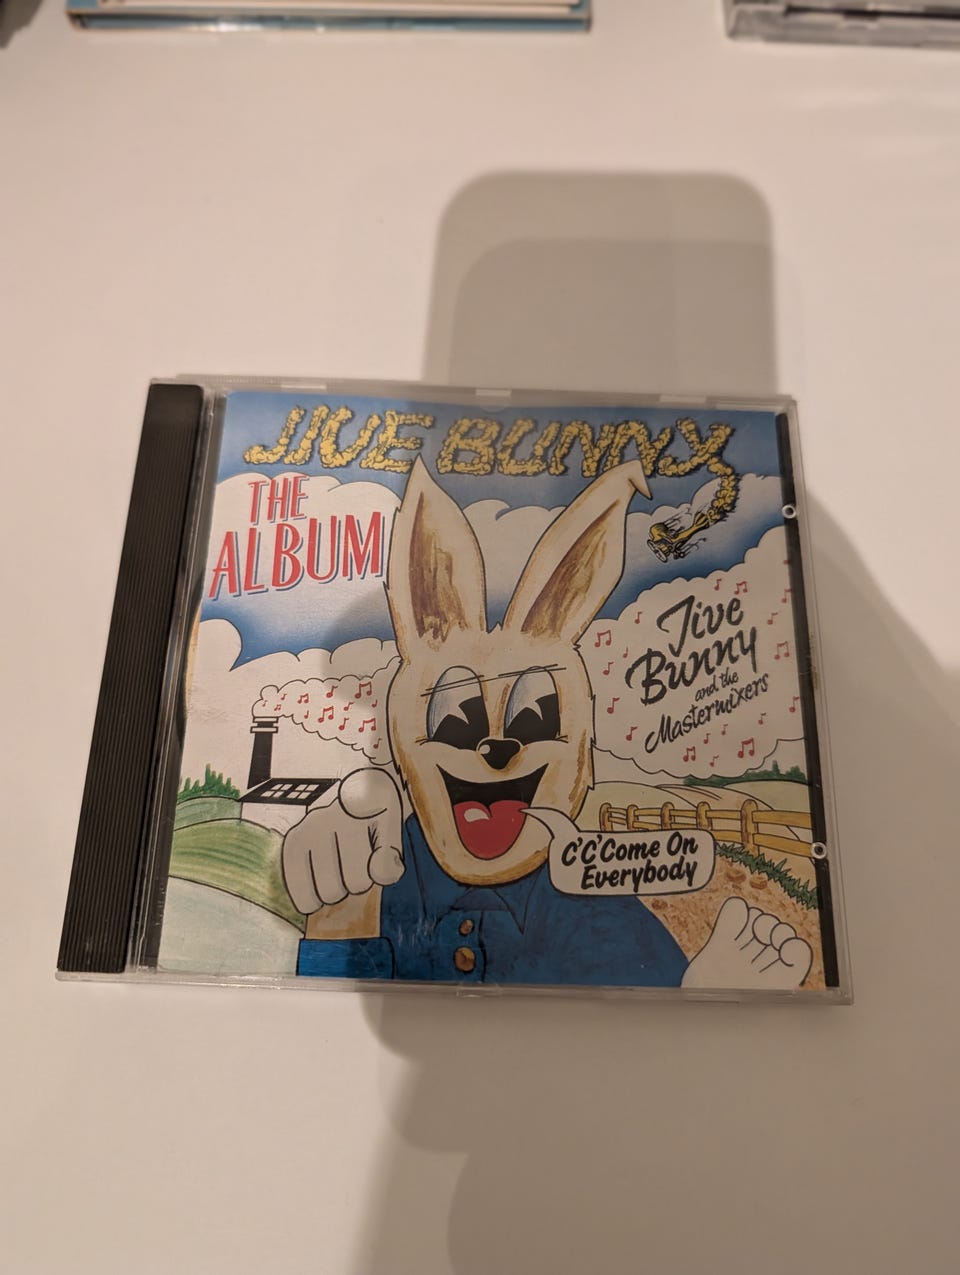 JIVE BUNNY
THE
ALBUM
Jive
Bunny
and the
Mastermixers
C'C'Come On
Everybody